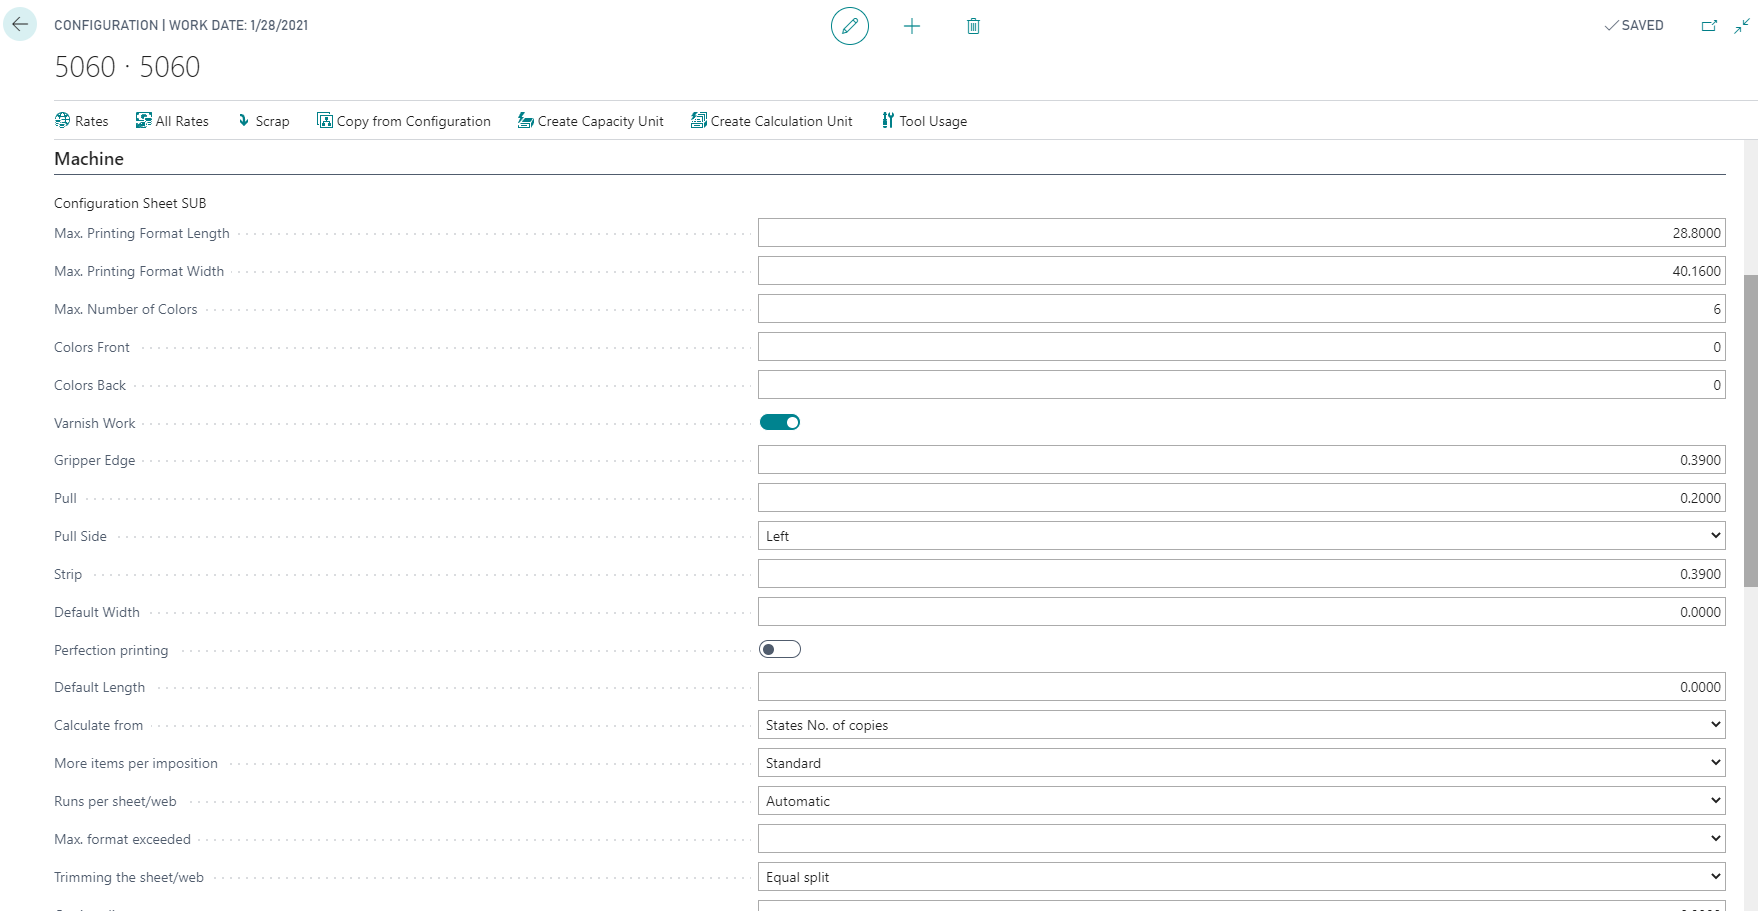 CONFIGURATION | WORK DATE: 1/28/2021
SAVED
5060 · 5060
Rates All Rates Scrap Copy from Configuration Create Capacity Unit Create Calculation Unit Tool Usage
Machine
Configuration Sheet SUB
Max. Printing Format Length 28.8000
Max. Printing Format Width 40.1600
Max. Number of Colors 6
Colors Front 0
Colors Back 0
Varnish Work
Gripper Edge 0.3900
Pull 0.2000
Pull Side Left
Strip 0.3900
Default Width 0.0000
Perfection printing
Default Length 0.0000
Calculate from States No. of copies
More items per imposition Standard
Runs per sheet/web Automatic
Max. format exceeded
Trimming the sheet/web Equal split